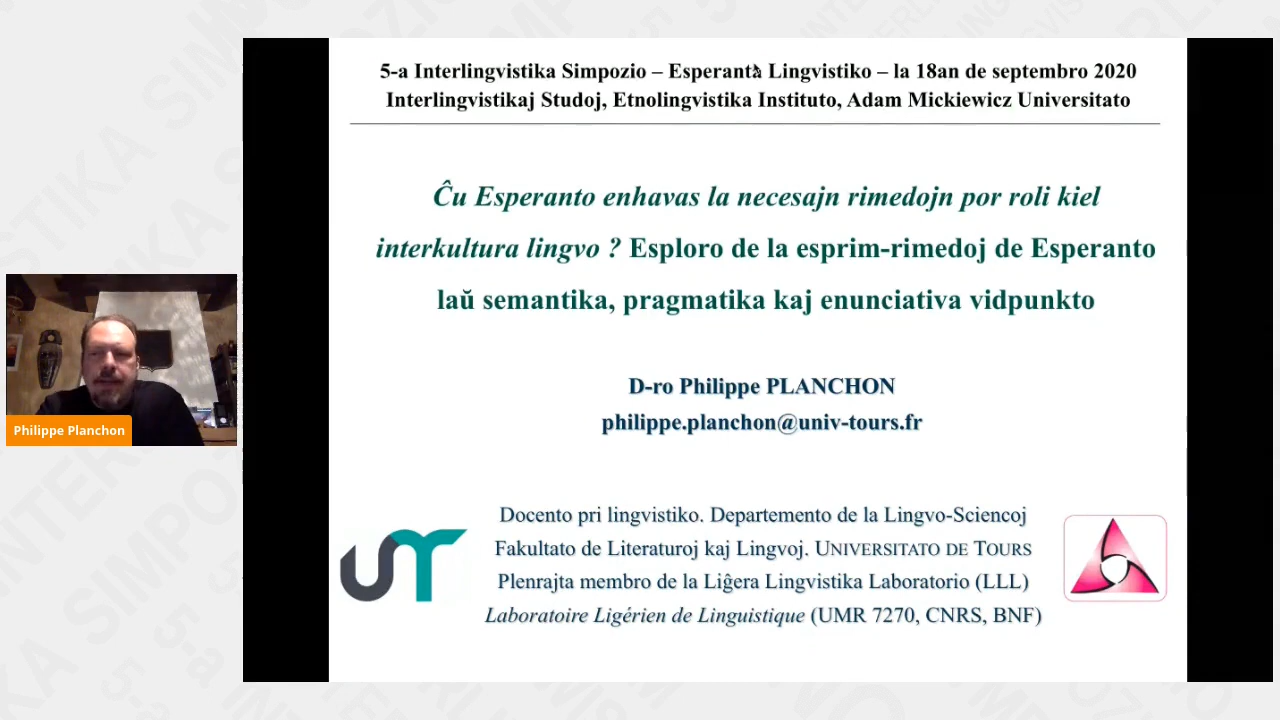 5-a Interlingvistika Simpozio – Esperanta Lingvistiko – la 18an de septembro 2020
Interlingvistikaj Studoj, Etnolingvistika Instituto, Adam Mickiewicz Universitato
Ĉu Esperanto enhavas la necesajn rimedojn por roli kiel
interkultura lingvo ? Esploro de la esprim-rimedoj de Esperanto
laŭ semantika, pragmatika kaj enunciativa vidpunkto
D-ro Philippe PLANCHON
philippe.planchon@univ-tours.fr
Philippe Planchon
Docento pri lingvistiko. Departemento de la Lingvo-Sciencoj
Fakultato de Literaturoj kaj Lingvoj. UNIVERSITATO DE TOURS
Plenrajta membro de la Liĝera Lingvistika Laboratorio (LLL)
Laboratoire Ligérien de Linguistique (UMR 7270, CNRS, BNF)